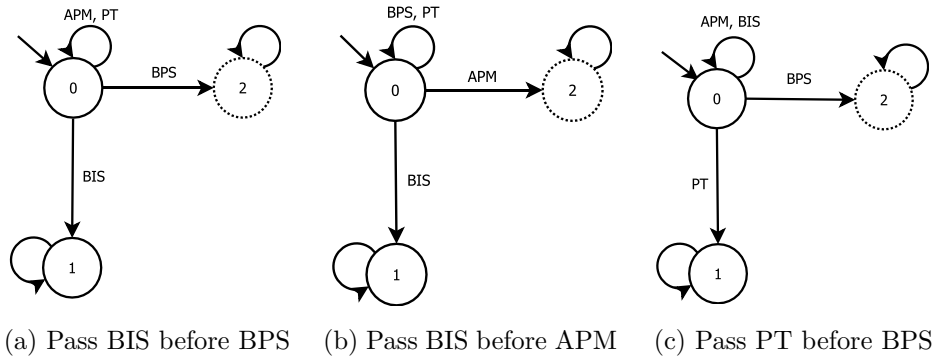 APM, PT
BPS
0
2
BIS
1
(a) Pass BIS before BPS
BPS, PT
APM
0
2
BIS
1
(b) Pass BIS before APM
APM, BIS
BPS
0
2
PT
1
(c) Pass PT before BPS